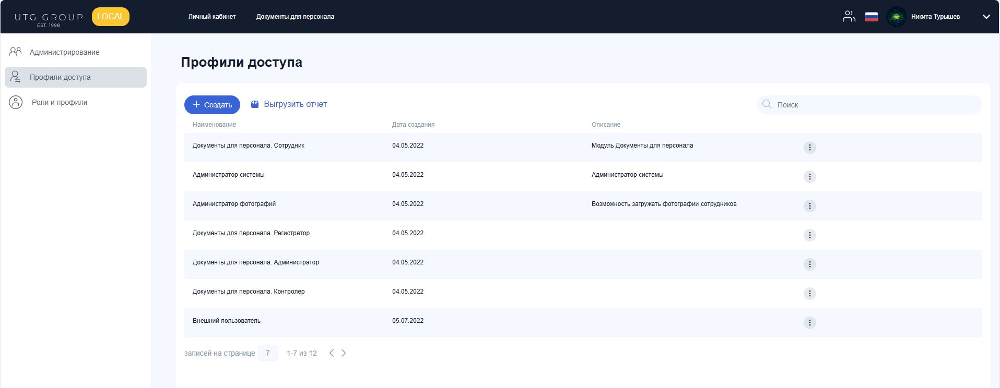 UTG GROUP
EST. 1998
LOCAL
Личный кабинет
Документы для персонала
Никита Турышев
Администрирование
Профили доступа
Роли и профили
Профили доступа
Создать
Выгрузить отчет
Поиск
Наименование Дата создания Описание
Документы для персонала. Сотрудник 04.05.2022 Модуль Документы для персонала
Администратор системы 04.05.2022 Администратор системы
Администратор фотографий 04.05.2022 Возможность загружать фотографии сотрудников
Документы для персонала. Регистратор 04.05.2022
Документы для персонала. Администратор 04.05.2022
Документы для персонала. Контролер 04.05.2022
Внешний пользователь 05.07.2022
записей на странице 7 1-7 из 12